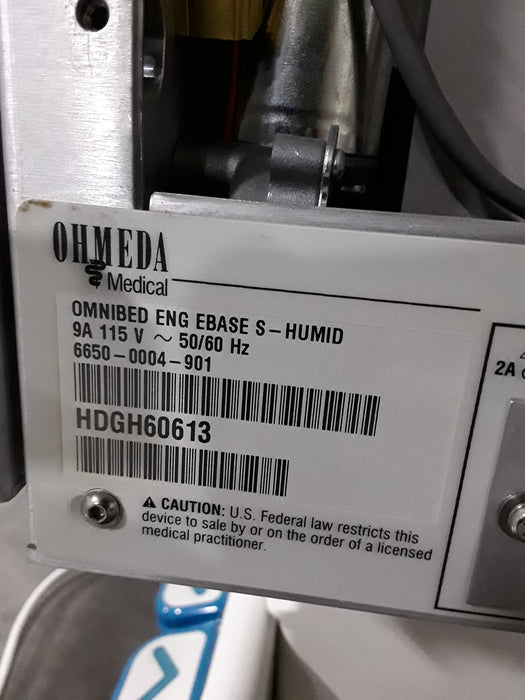 OHMEDA
Medical
OMNIBED ENG EBASE S-HUMID
9A 115 V ~ 50/60 Hz
6650-0004-901
HDGH60613
⚠ CAUTION: U.S. Federal law restricts this
device to sale by or on the order of a licensed
medical practitioner.
2A